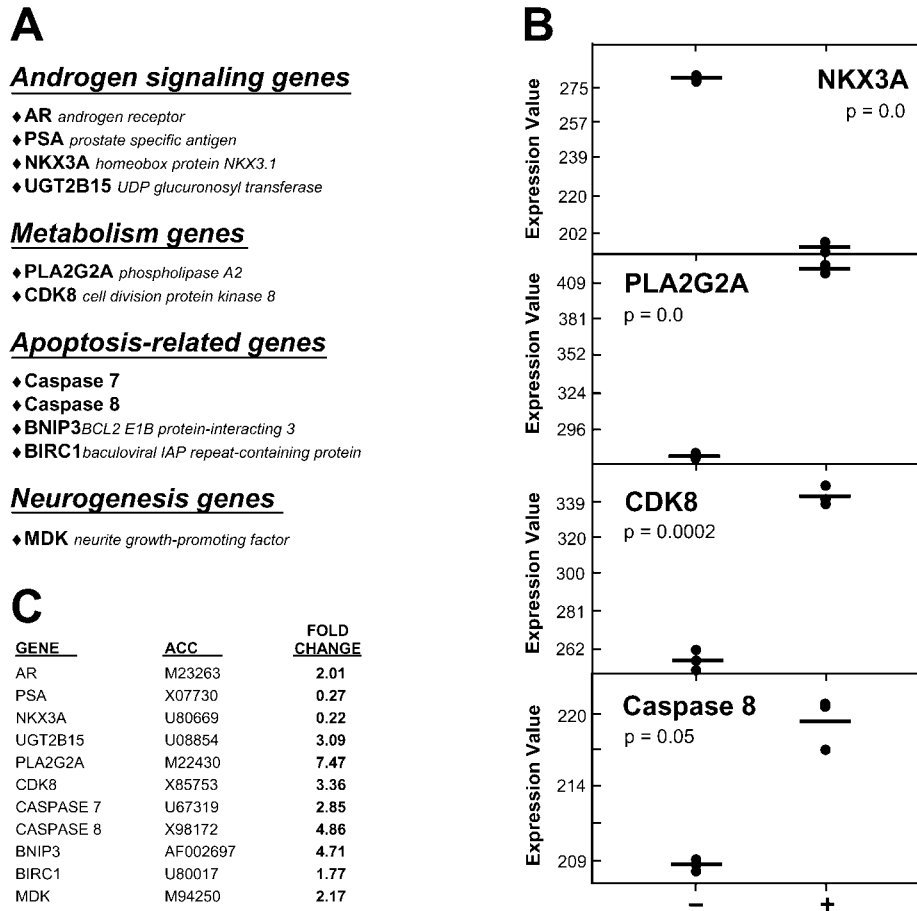 A
Androgen signaling genes
♦AR androgen receptor
♦PSA prostate specific antigen
♦NKX3A homeobox protein NKX3.1
♦UGT2B15 UDP glucuronosyl transferase
Metabolism genes
♦PLA2G2A phospholipase A2
♦CDK8 cell division protein kinase 8
Apoptosis-related genes
♦Caspase 7
♦Caspase 8
♦BNIP3 BCL2 E1B protein-interacting 3
♦BIRC1 baculoviral IAP repeat-containing protein
Neurogenesis genes
♦MDK neurite growth-promoting factor
B
Expression Value
275
257
239
220
202
NKX3A
p = 0.0
Expression Value
409
381
352
324
296
PLA2G2A
p = 0.0
Expression Value
339
320
300
281
262
CDK8
p = 0.0002
Expression Value
220
214
209
Caspase 8
p = 0.05
– +
C
GENE ACC FOLD CHANGE
AR M23263 2.01
PSA X07730 0.27
NKX3A U80669 0.22
UGT2B15 U08854 3.09
PLA2G2A M22430 7.47
CDK8 X85753 3.36
CASPASE 7 U67319 2.85
CASPASE 8 X98172 4.86
BNIP3 AF002697 4.71
BIRC1 U80017 1.77
MDK M94250 2.17